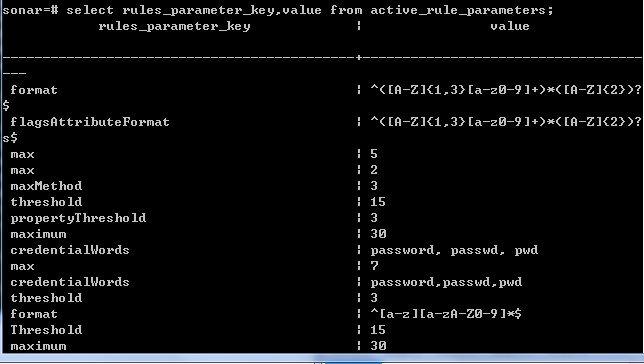 sonar=# select rules_parameter_key,value from active_rule_parameters;
rules_parameter_key | value
--------------------------------------------+-----------------------------------
---
format | ^([A-Z]{1,3}[a-z0-9]+)*([A-Z]{2})?
$
flagsAttributeFormat | ^([A-Z]{1,3}[a-z0-9]+)*([A-Z]{2})?
s$
max | 5
max | 2
maxMethod | 3
threshold | 15
propertyThreshold | 3
maximum | 30
credentialWords | password, passwd, pwd
max | 7
credentialWords | password,passwd,pwd
threshold | 3
format | ^[a-z][a-zA-Z0-9]*$
Threshold | 15
maximum | 30